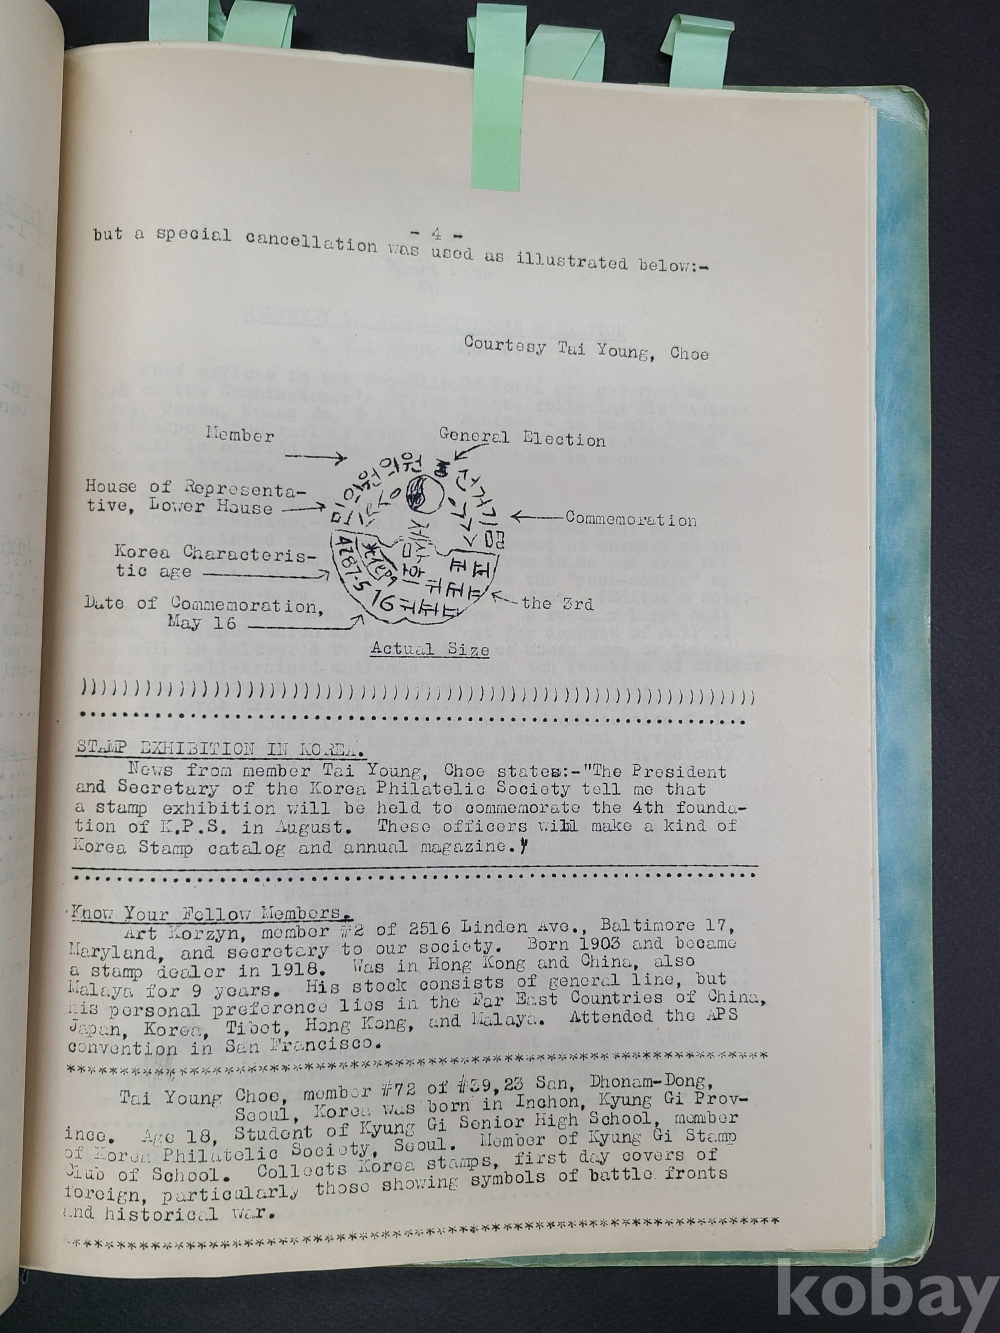 - 4 -
but a special cancellation was used as illustrated below:-
Courtesy Tai Young, Choe
Member
General Election
House of Representa-
tive, Lower House
Commemoration
Korea Characteris-
tic age
the 3rd
Date of Commemoration,
May 16
4287.5
16
Actual Size
STAMP EXHIBITION IN KOREA.
News from member Tai Young, Choe states:-"The President
and Secretary of the Korea Philatelic Society tell me that
a stamp exhibition will be held to commemorate the 4th founda-
tion of K.P.S. in August. These officers will make a kind of
Korea Stamp catalog and annual magazine."
Know Your Fellow Members.
Art Korzyn, member #2 of 2516 Linden Ave., Baltimore 17,
Maryland, and secretary to our society. Born 1903 and became
a stamp dealer in 1918. Was in Hong Kong and China, also
Malaya for 9 years. His stock consists of general line, but
his personal preference lies in the Far East Countries of China,
Japan, Korea, Tibet, Hong Kong, and Malaya. Attended the APS
convention in San Francisco.
***************************************************************
Tai Young Choe, member #72 of #39,23 San, Dhonam-Dong,
Seoul, Korea was born in Inchon, Kyung Gi Prov-
ince. Age 18, Student of Kyung Gi Senior High School, member
of Korea Philatelic Society, Seoul. Member of Kyung Gi Stamp
Club of School. Collects Korea stamps, first day covers of
foreign, particularly those showing symbols of battle fronts
and historical war.
***************************************************************
kobay